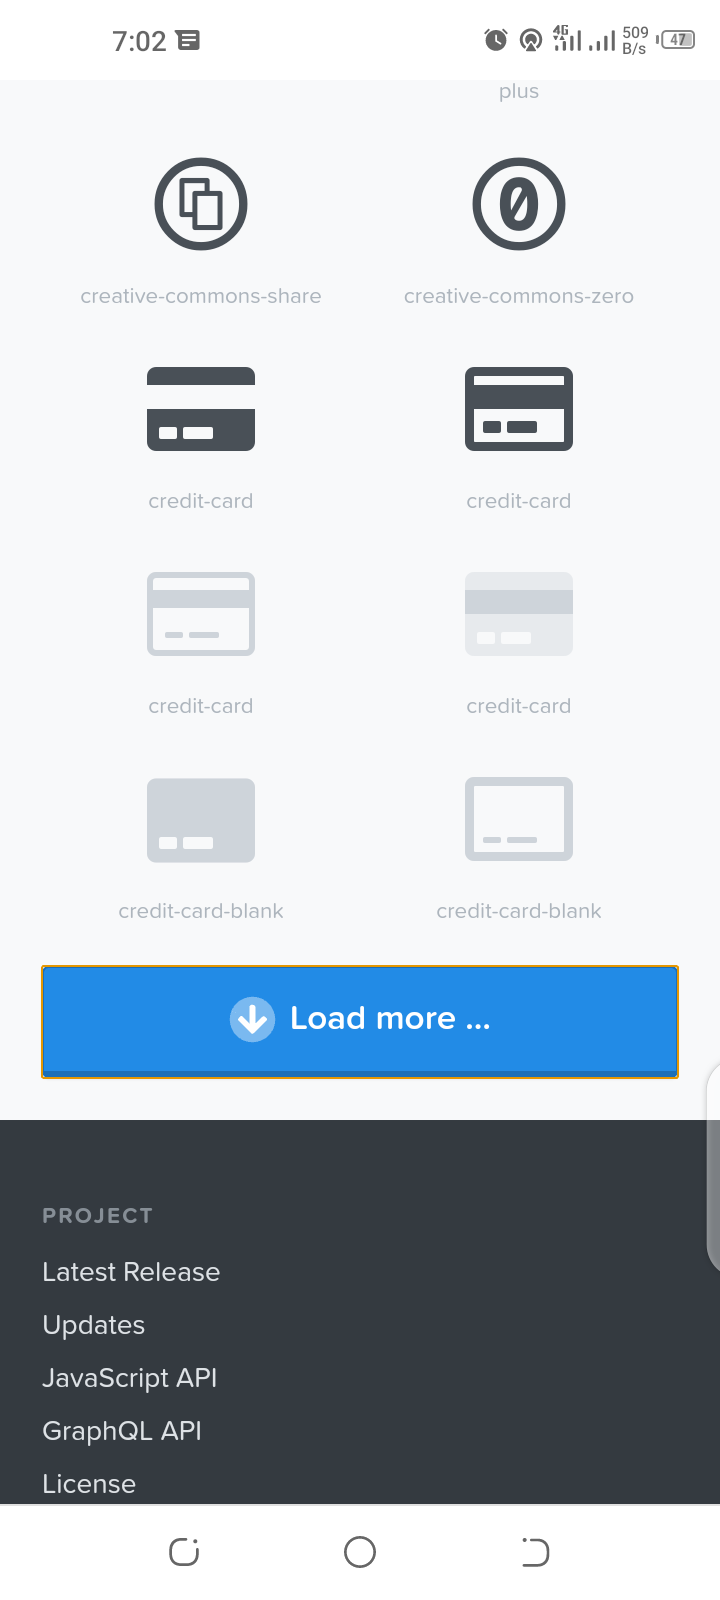 7:02
4G
509
B/s
47
plus
creative-commons-share
creative-commons-zero
credit-card
credit-card
credit-card
credit-card
credit-card-blank
credit-card-blank
Load more ...
PROJECT
Latest Release
Updates
JavaScript API
GraphQL API
License